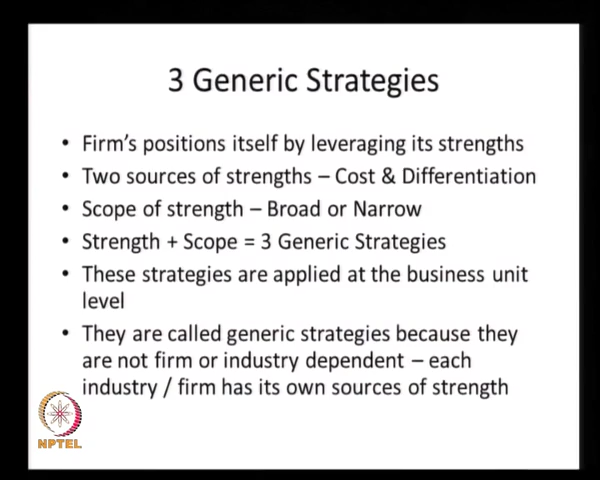 3 Generic Strategies
• Firm's positions itself by leveraging its strengths
• Two sources of strengths – Cost & Differentiation
• Scope of strength – Broad or Narrow
• Strength + Scope = 3 Generic Strategies
• These strategies are applied at the business unit
level
• They are called generic strategies because they
are not firm or industry dependent – each
industry / firm has its own sources of strength
NPTEL